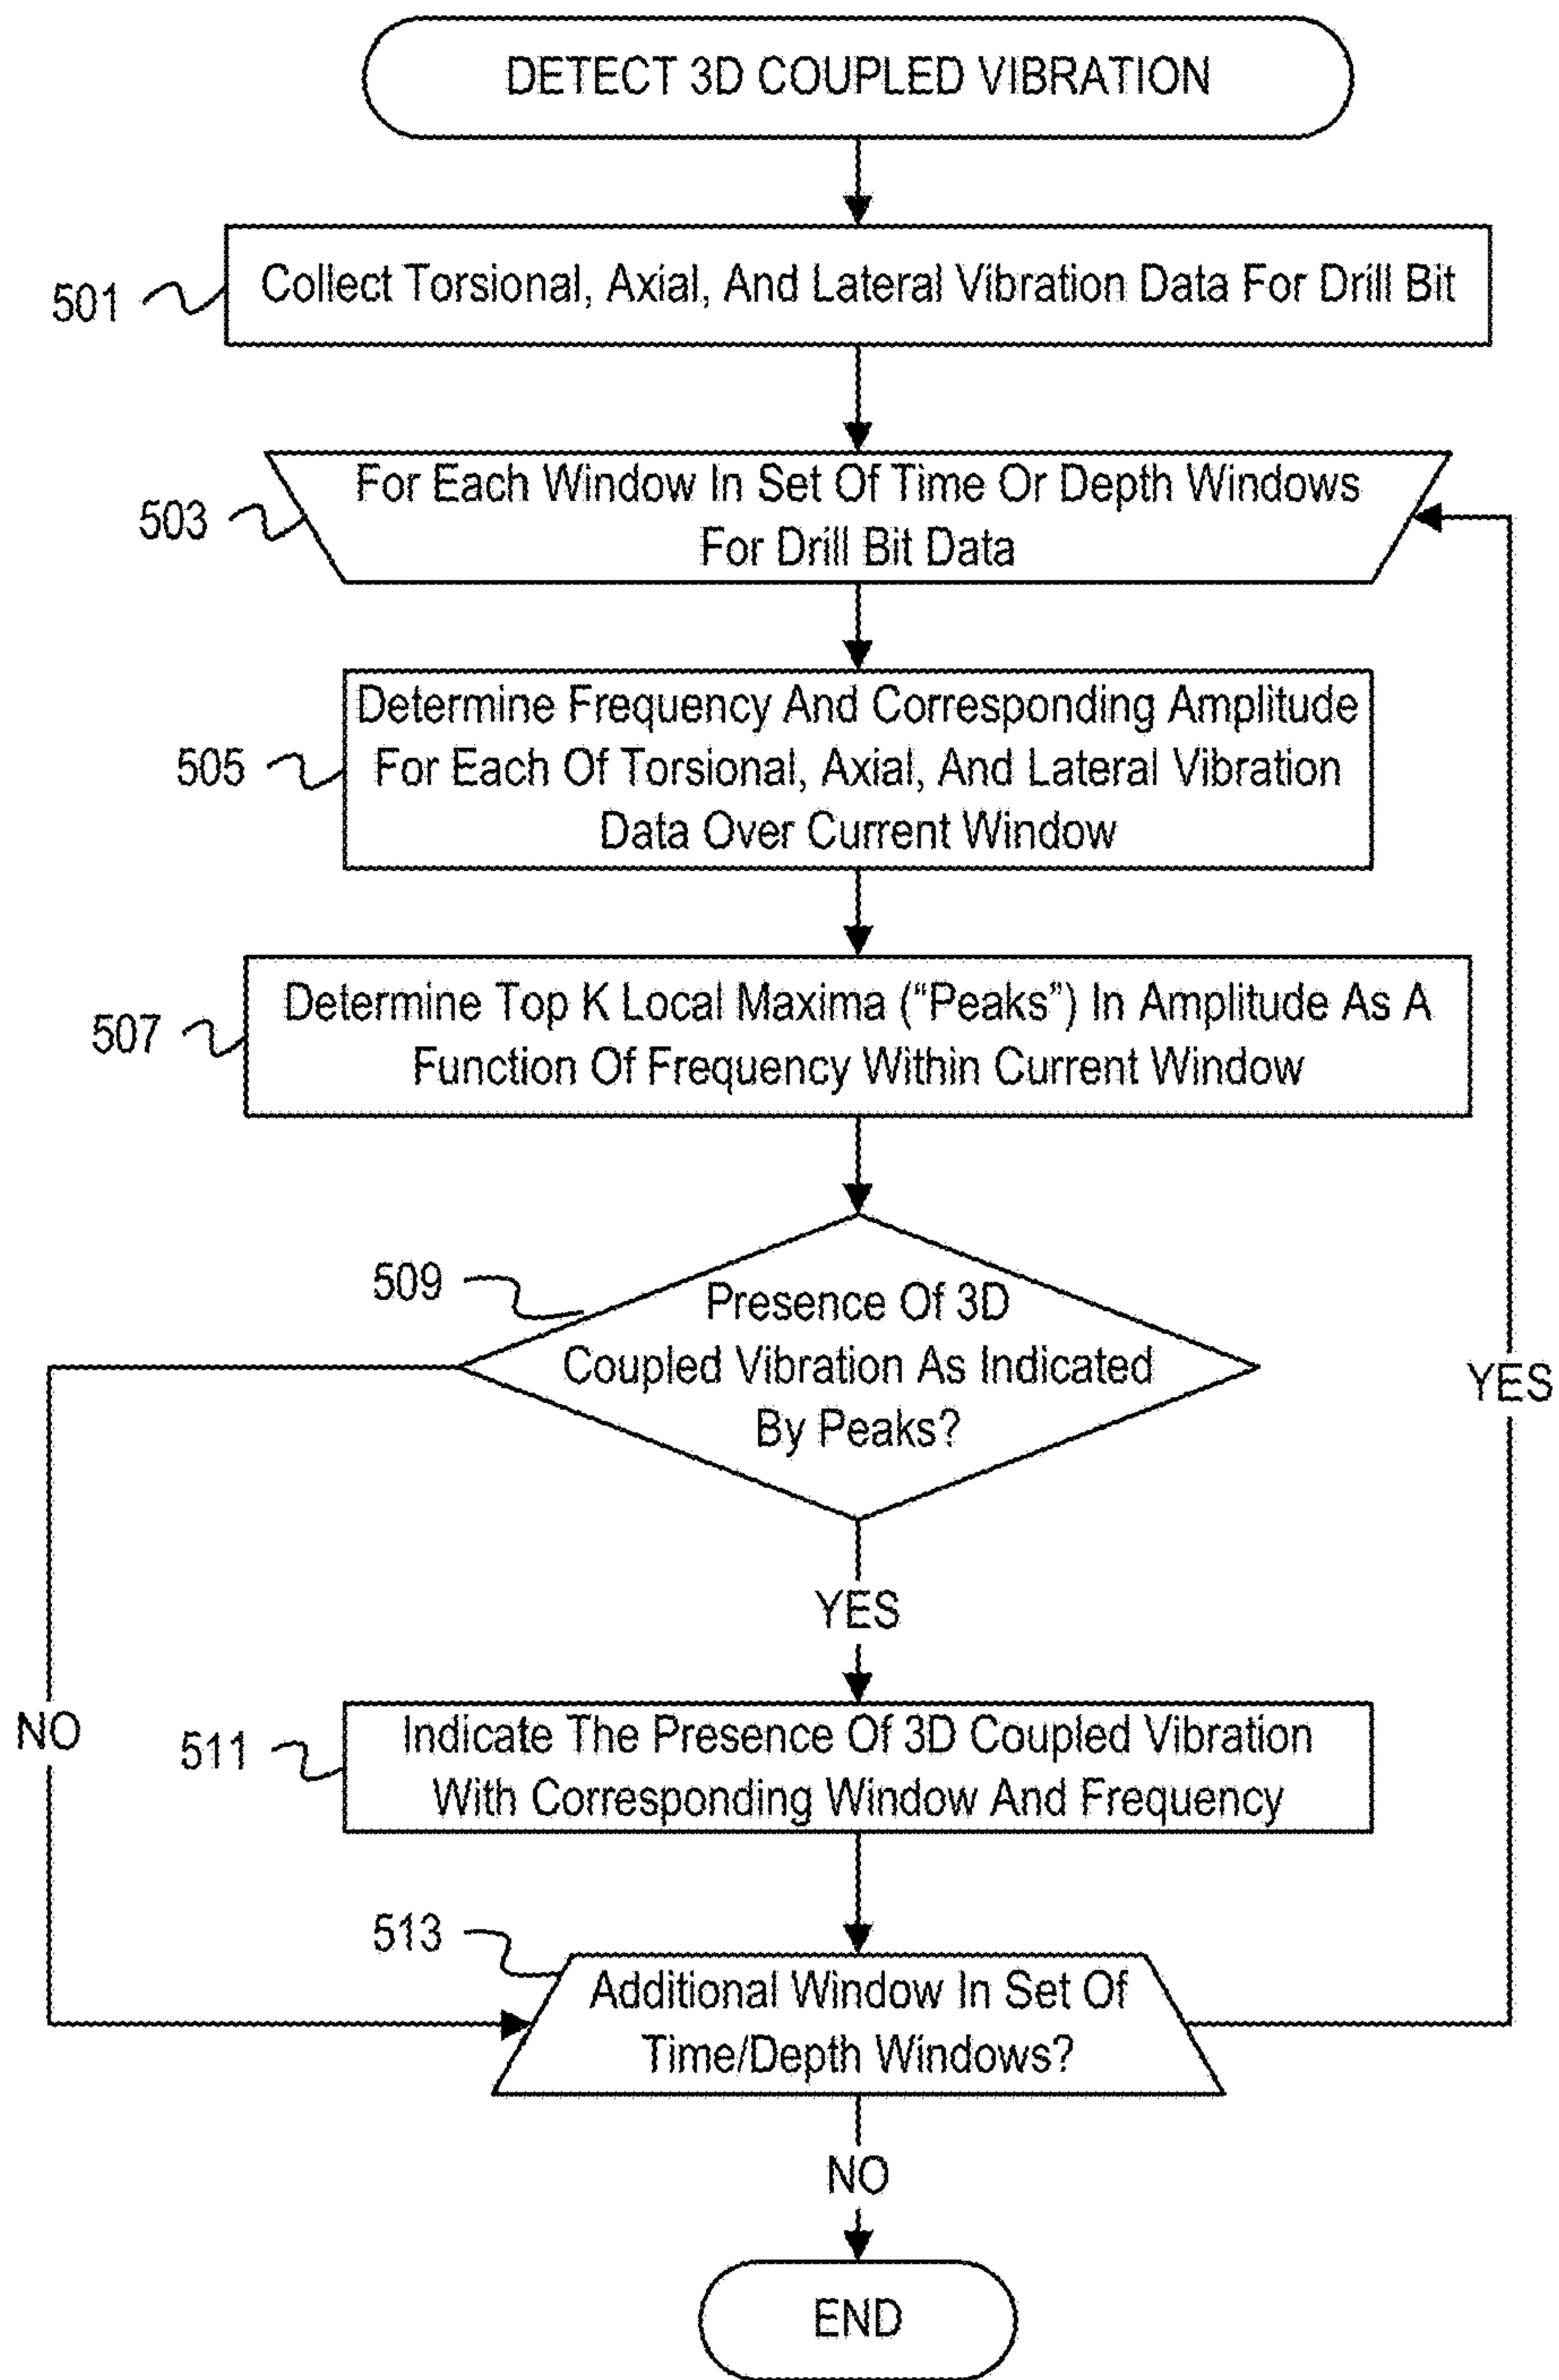 DETECT 3D COUPLED VIBRATION
501
Collect Torsional, Axial, And Lateral Vibration Data For Drill Bit
503
For Each Window In Set Of Time Or Depth Windows
For Drill Bit Data
505
Determine Frequency And Corresponding Amplitude
For Each Of Torsional, Axial, And Lateral Vibration
Data Over Current Window
507
Determine Top K Local Maxima (“Peaks”) In Amplitude As A
Function Of Frequency Within Current Window
509
Presence Of 3D
Coupled Vibration As Indicated
By Peaks?
YES
YES
NO
511
Indicate The Presence Of 3D Coupled Vibration
With Corresponding Window And Frequency
513
Additional Window In Set Of
Time/Depth Windows?
NO
END